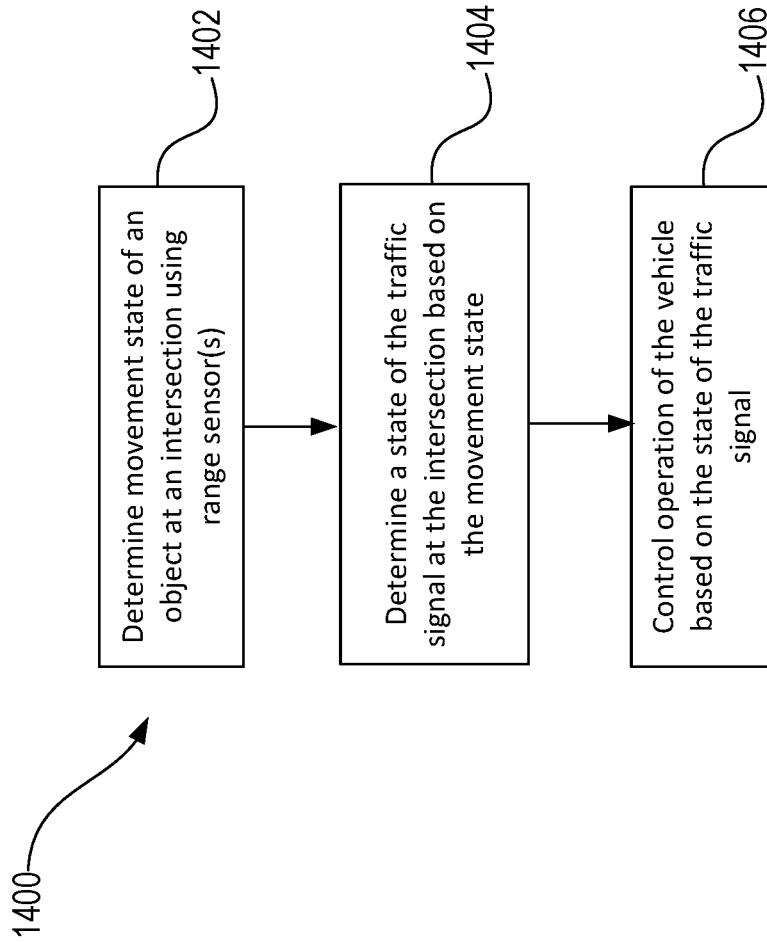 1400
Determine movement state of an
object at an intersection using
range sensor(s)
1402
Determine a state of the traffic
signal at the intersection based on
the movement state
1404
Control operation of the vehicle
based on the state of the traffic
signal
1406